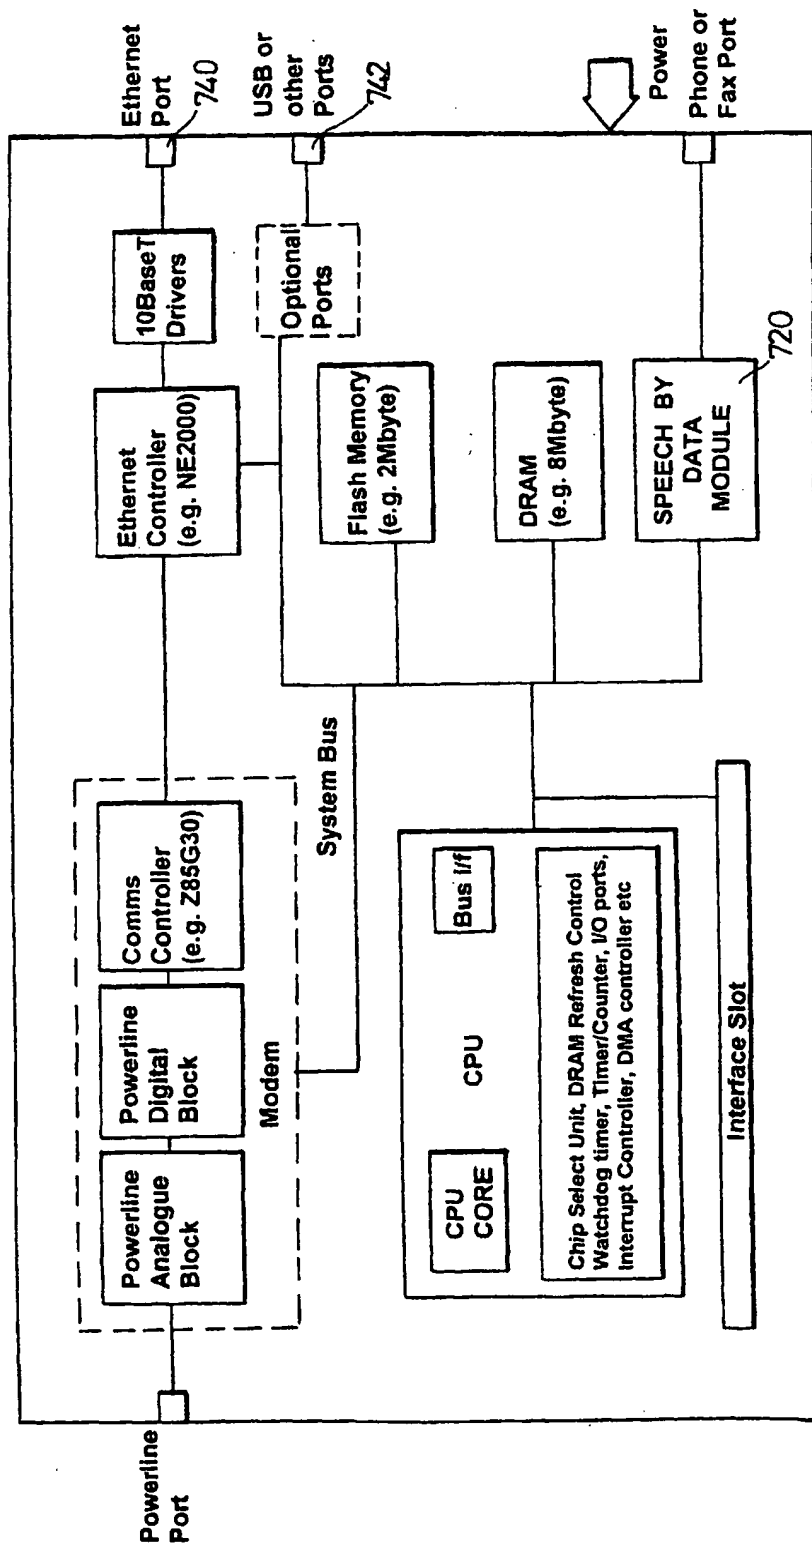 Powerline
Port
Powerline
Analogue
Block
Powerline
Digital
Block
Comms
Controller
(e.g. Z85G30)
Modem
Ethernet
Controller
(e.g. NE2000)
10BaseT
Drivers
Ethernet
Port
740
USB or
other
Ports
742
Optional
Ports
System Bus
Flash Memory
(e.g. 2Mbyte)
DRAM
(e.g. 8Mbyte)
SPEECH BY
DATA
MODULE
720
Power
Phone or
Fax Port
CPU
CORE
CPU
Bus i/f
Chip Select Unit, DRAM Refresh Control
Watchdog timer, Timer/Counter, I/O ports,
Interrupt Controller, DMA controller etc
Interface Slot